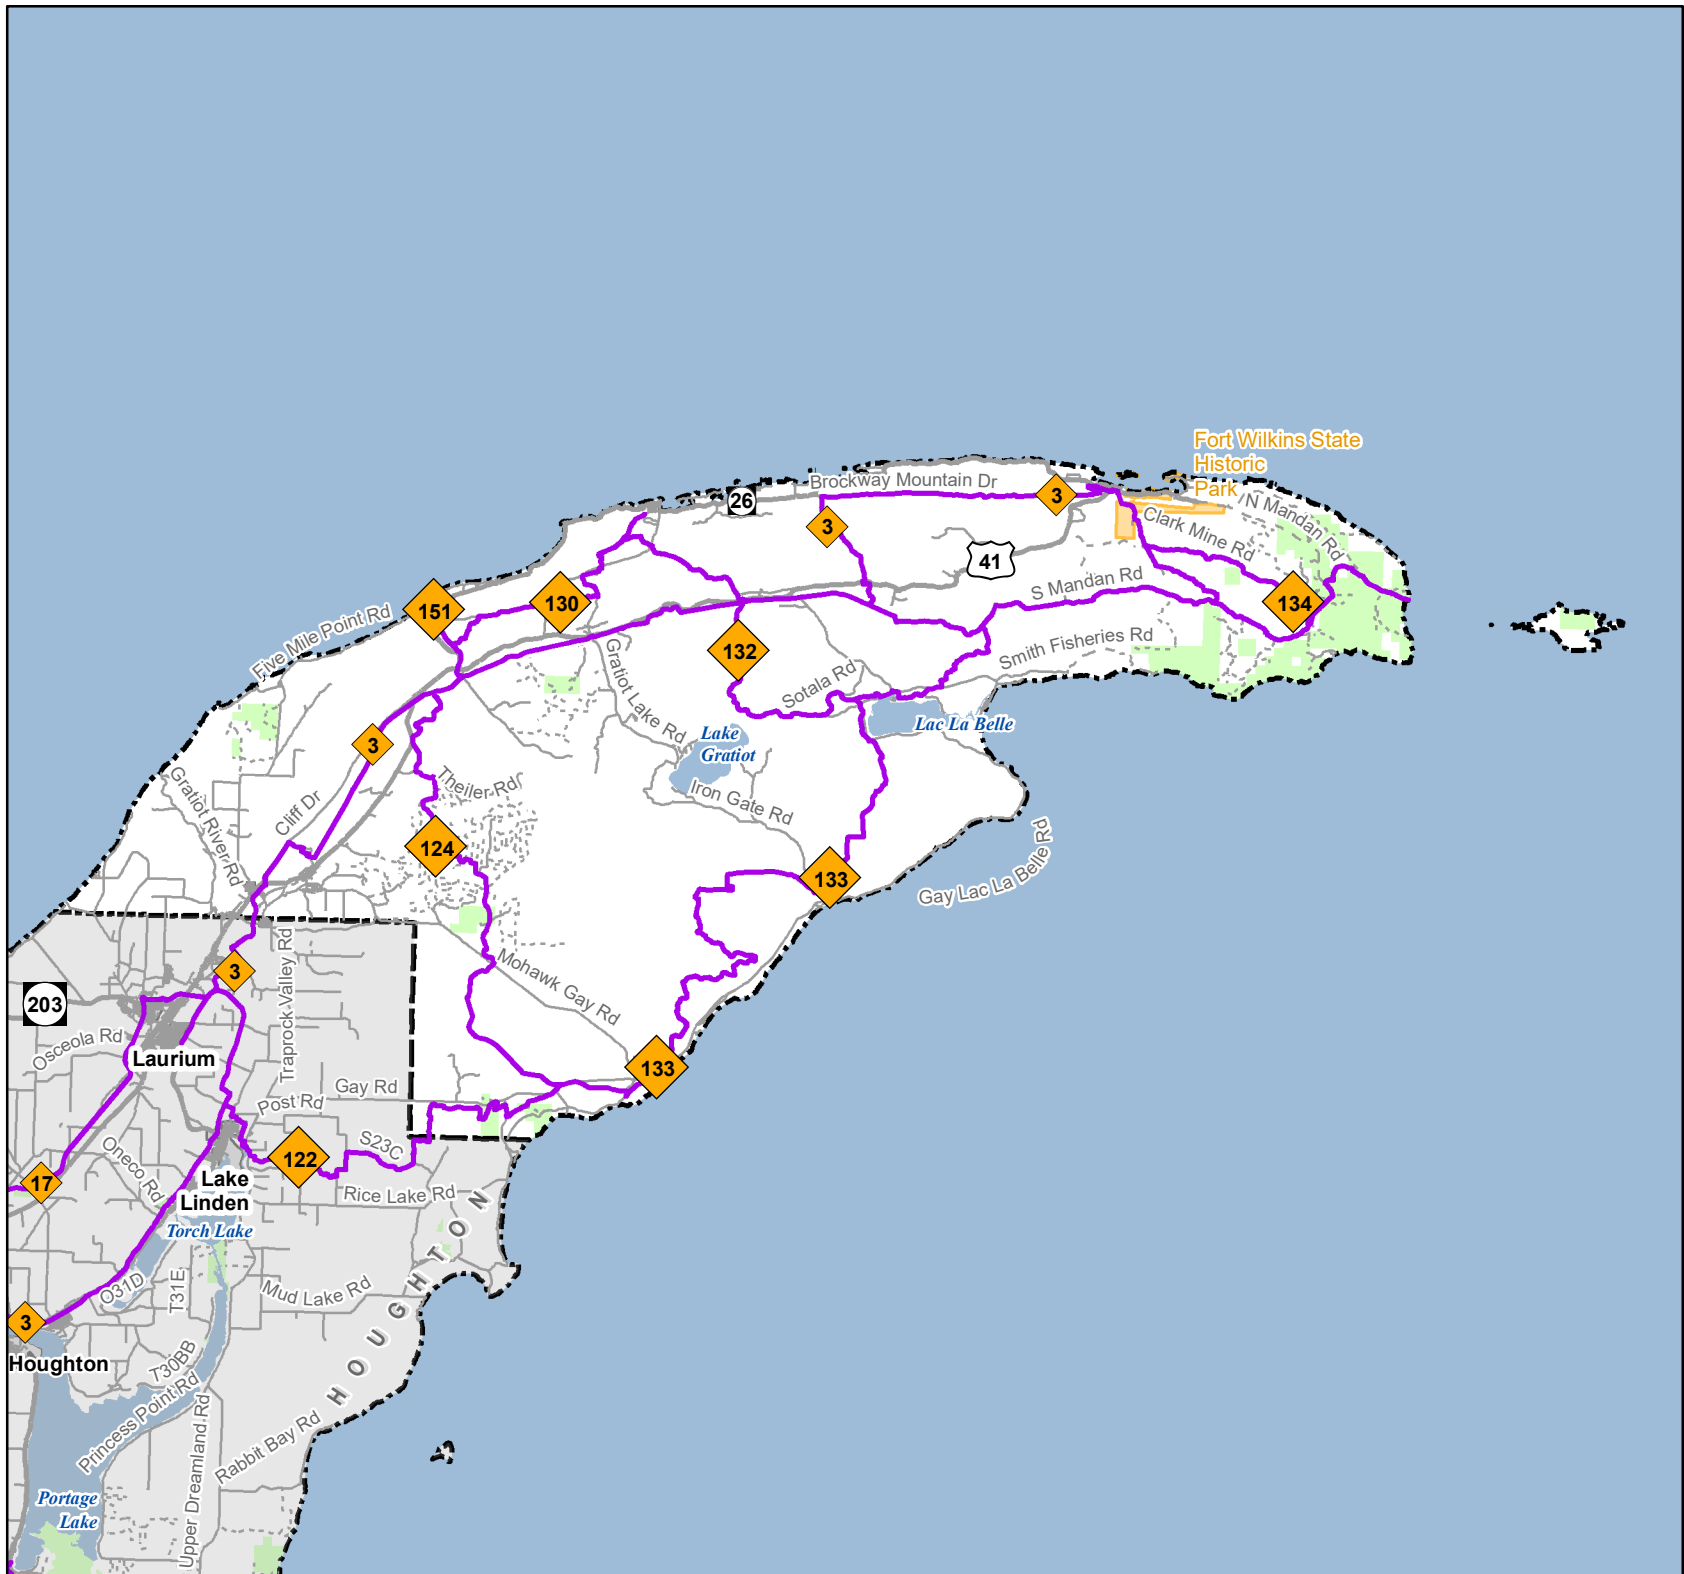 Fort Wilkins State
Historic
Park
Brockway Mountain Dr
26
3
3
N Mandan Rd
Clark Mine Rd
41
S Mandan Rd
151
130
134
Five Mile Point Rd
132
Smith Fisheries Rd
Gratiot Lake Rd
Sotala Rd
Lac La Belle
Lake
Gratiot
3
Theiler Rd
Gratiot River Rd
Cliff Dr
Iron Gate Rd
124
Gay Lac La Belle Rd
133
3
Mohawk Gay Rd
Traprock Valley Rd
203
Osceola Rd
Laurium
133
Gay Rd
Post Rd
S23C
Oneco Rd
122
17
Lake
Linden
Rice Lake Rd
Torch Lake
HOUGHTON
O31D
T31E
Mud Lake Rd
3
Houghton
T30BB
Princess Point Rd
Upper Dreamland Rd
Rabbit Bay Rd
Portage
Lake